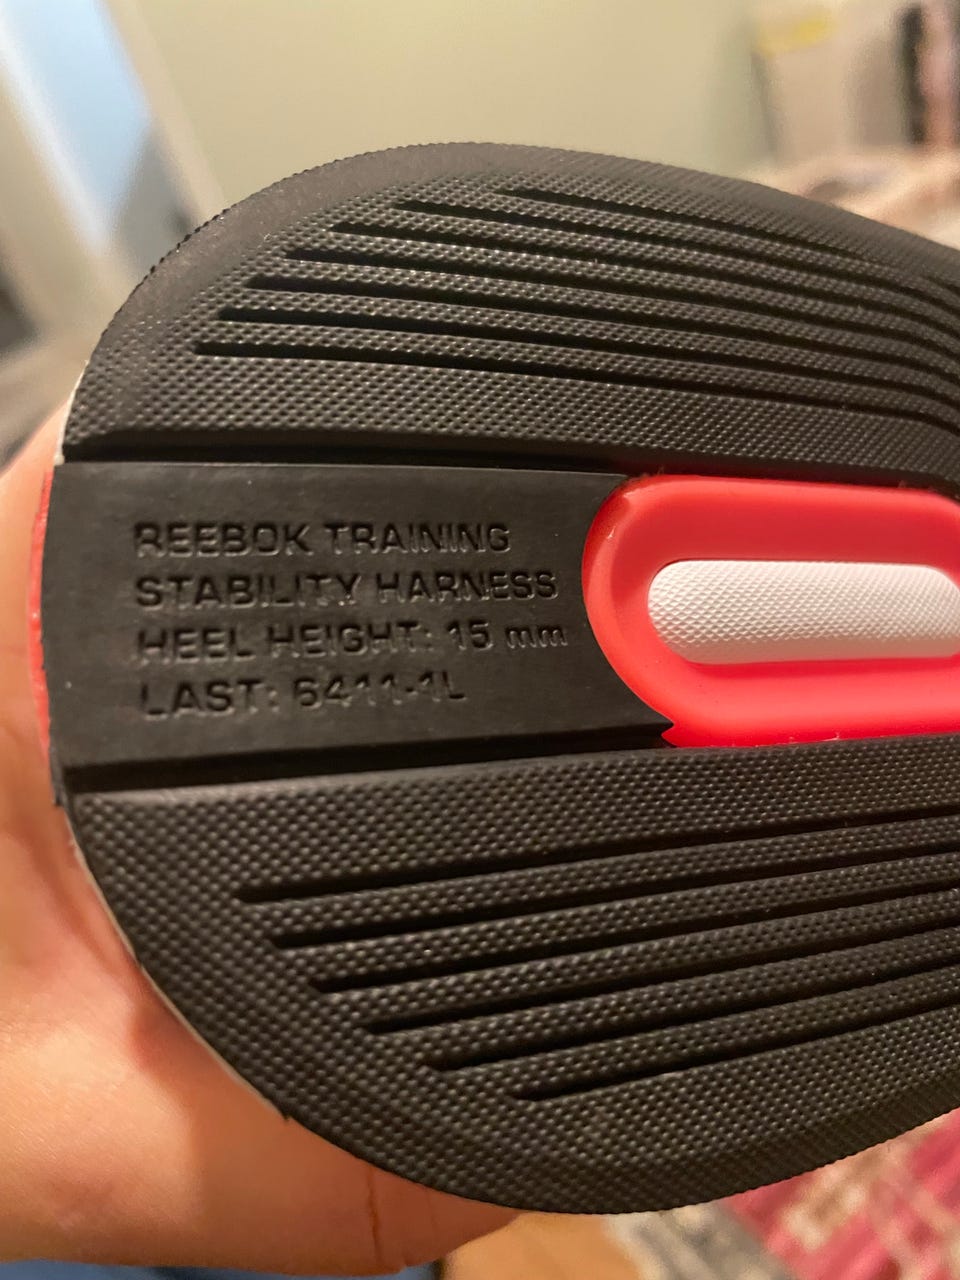 REEBOK TRAINING
STABILITY HARNESS
HEEL HEIGHT: 15 mm
LAST: 6411-1L